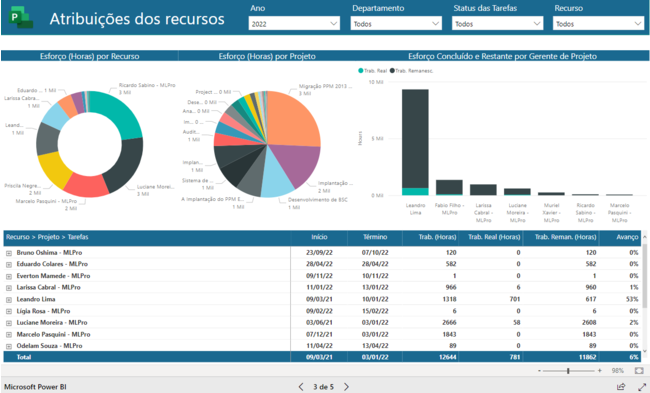 Atribuições dos recursos
Ano
2022
Departamento
Todos
Status das Tarefas
Todos
Recurso
Todos
Esforço (Horas) por Recurso
Eduardo ... 1 Mil
Larissa Cabra...
1 Mil
Leand...
1 Mil
Priscila Negre...
2 Mil
Marcelo Pasquini - MLPro
2 Mil
Ricardo Sabino - MLPro
3 Mil
Luciane Morei...
3 Mil
Esforço (Horas) por Projeto
Project ... 0 Mil
Dese... 0 Mil
Ana... 0 Mil
Im... 0 Mil
Audit...
1 Mil
Implan...
1 Mil
Sistema de ...
1 Mil
A Implantação do PPM E...
1 Mil
Migração PPM 2013 ...
3 Mil
Implantação ...
2 Mil
Desenvolvimento de BSC
1 Mil
Esforço Concluído e Restante por Gerente de Projeto
Trab. Real Trab. Remanesc.
10 Mil
5 Mil
0 Mil
Hours
Leandro Lima
Fabio Filho - MLPro
Larissa Cabral - MLPro
Luciane Moreira - MLPro
Muriel Xavier - MLPro
Ricardo Sabino - MLPro
Marcelo Pasquini - MLPro
Recurso > Projeto > Tarefas Início Término Trab. (Horas) Trab. Real (Horas) Trab. Reman. (Horas) Avanço
Bruno Oshima - MLPro 23/09/22 07/10/22 120 0 120 0%
Eduardo Colares - MLPro 28/04/22 28/04/22 582 0 582 0%
Everton Mamede - MLPro 09/11/22 10/11/22 1 0 1 0%
Larissa Cabral - MLPro 11/01/22 13/01/22 966 6 960 1%
Leandro Lima 09/03/21 10/01/22 1318 701 617 53%
Lígia Rosa - MLPro 09/02/22 15/02/22 6 0 6 0%
Luciane Moreira - MLPro 03/06/21 03/01/22 2666 58 2608 2%
Marcelo Pasquini - MLPro 07/12/21 03/01/22 1843 0 1843 0%
Odelam Souza - MLPro 11/04/22 13/04/22 89 0 89 0%
Total 09/03/21 03/01/22 12644 781 11862 6%
- + 98%
Microsoft Power BI
3 de 5